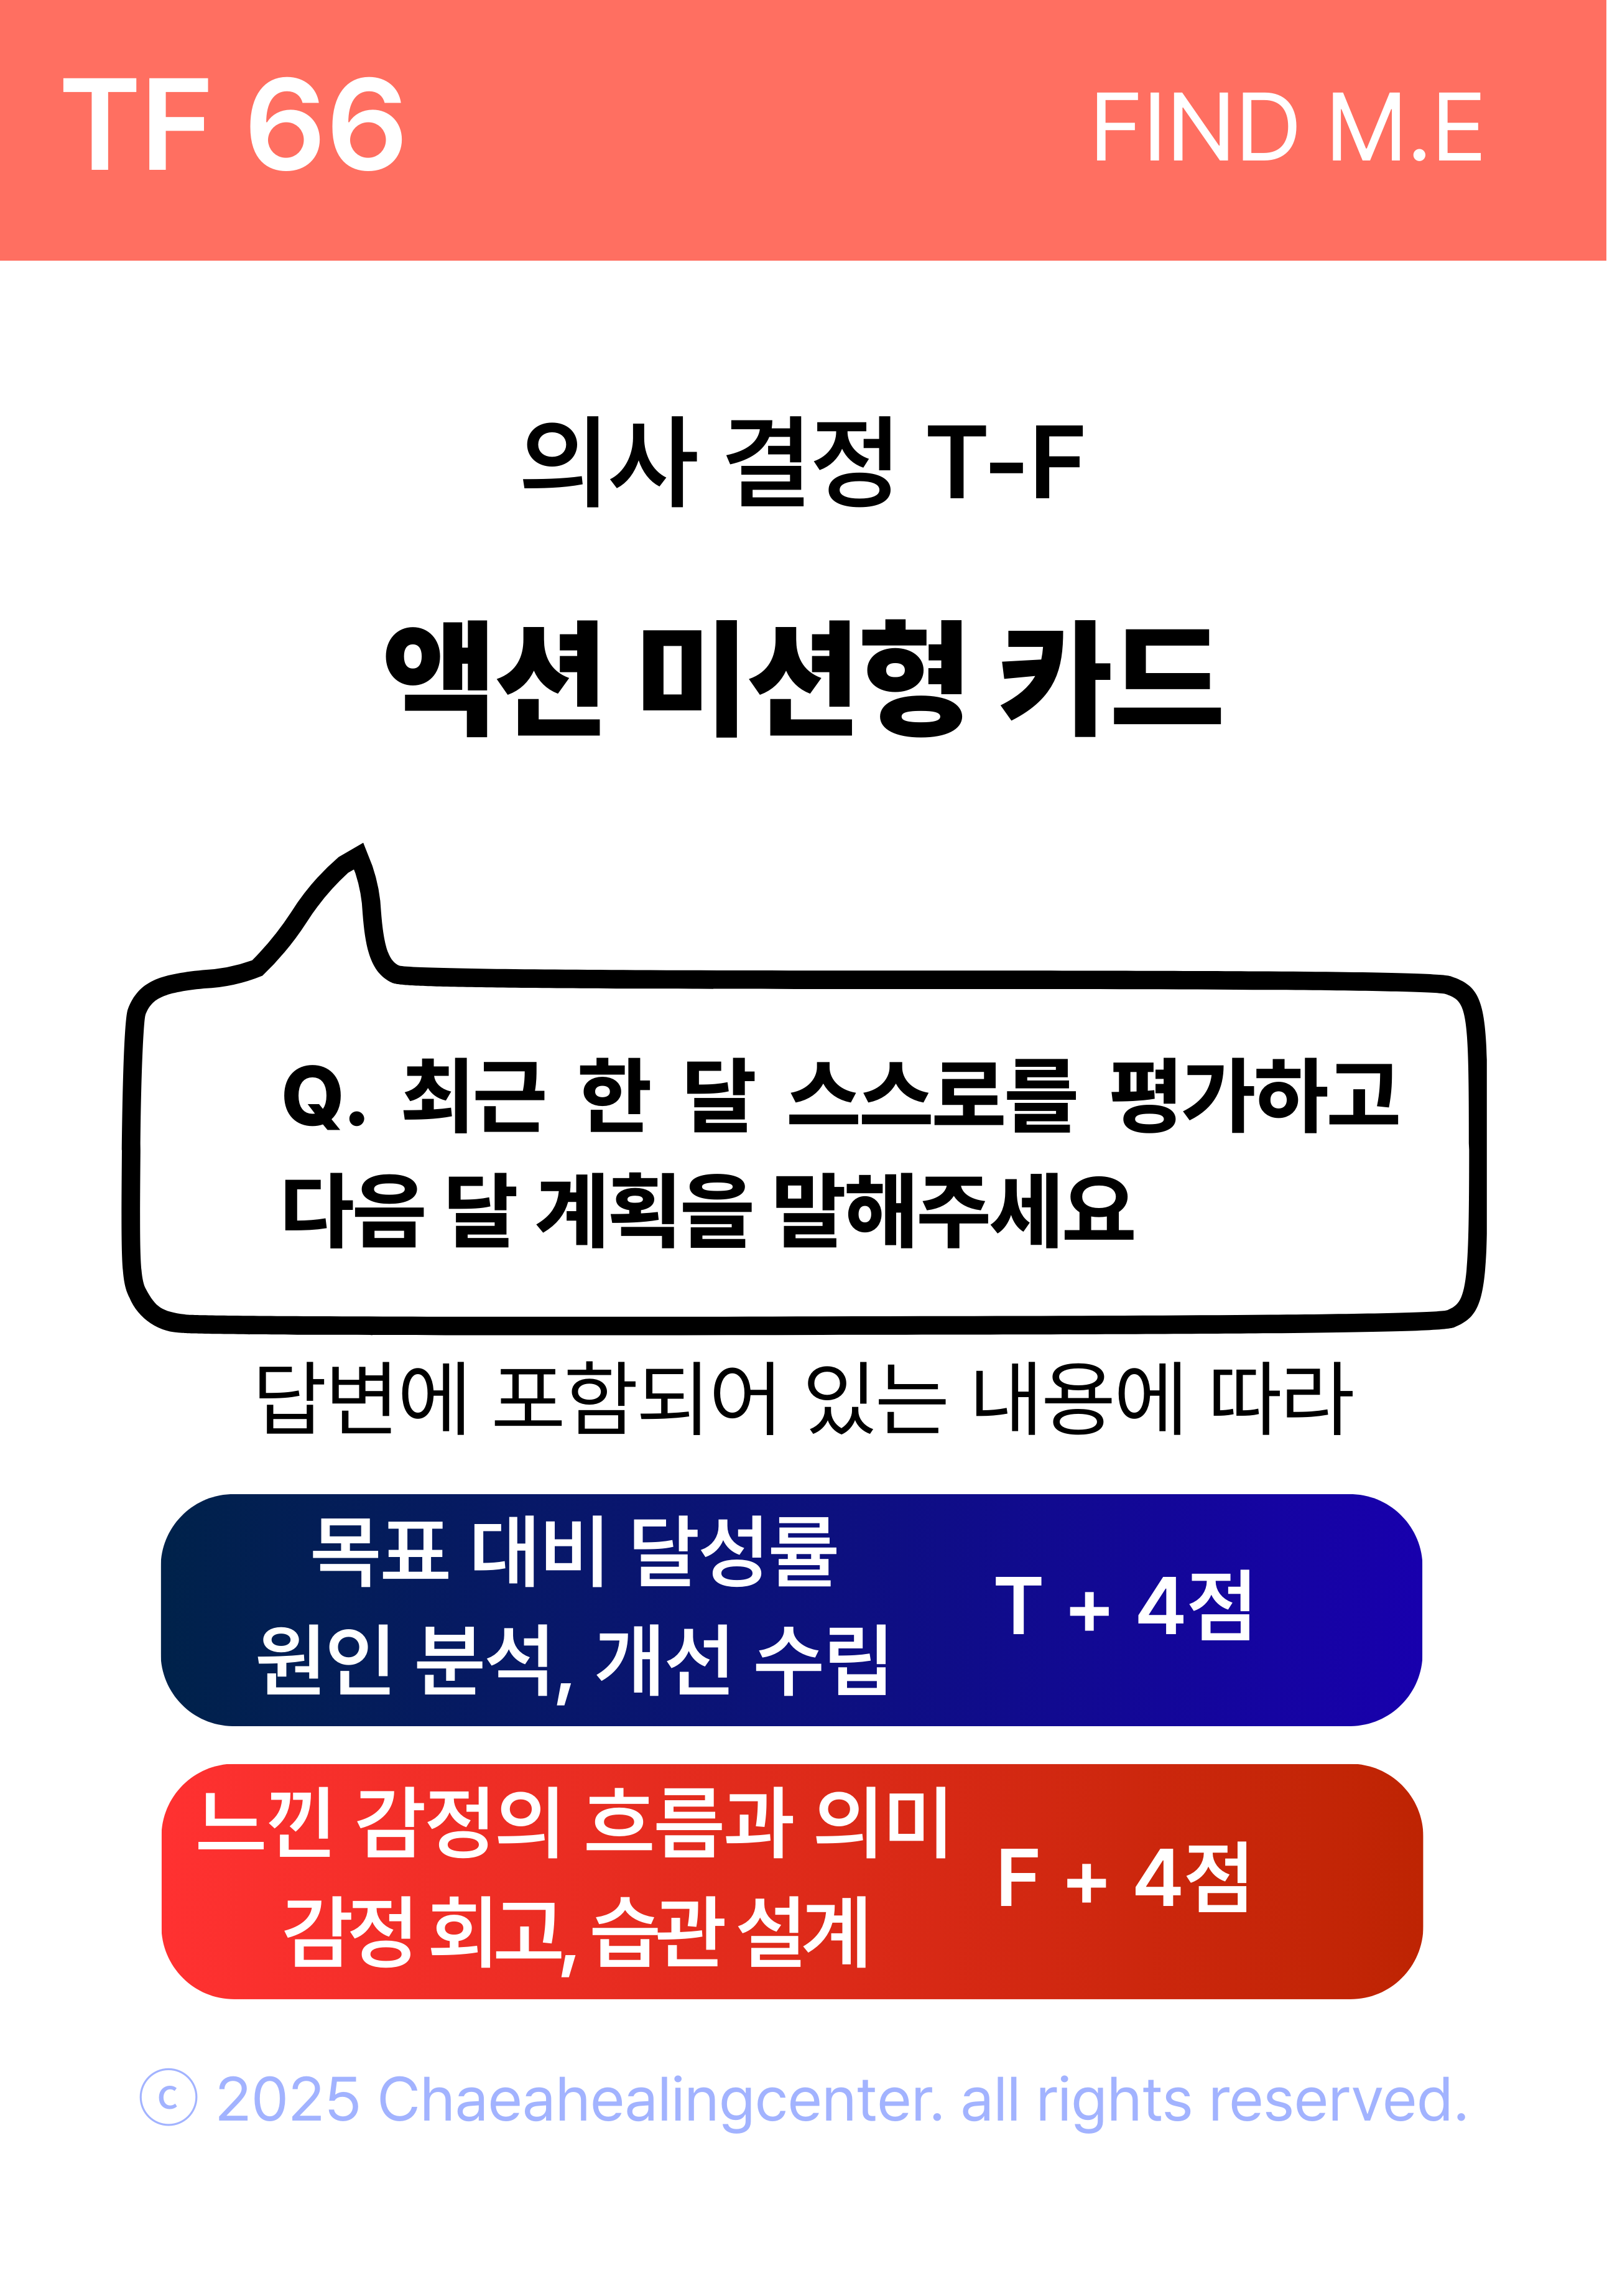 TF 66
FIND M.E
의사 결정 T-F
액션 미션형 카드
Q. 최근 한 달 스스로를 평가하고
다음 달 계획을 말해주세요
답변에 포함되어 있는 내용에 따라
목표 대비 달성률
원인 분석, 개선 수립
T + 4점
느낀 감정의 흐름과 의미
감정 회고, 습관 설계
F + 4점
ⓒ 2025 Chaeahealingcenter. all rights reserved.